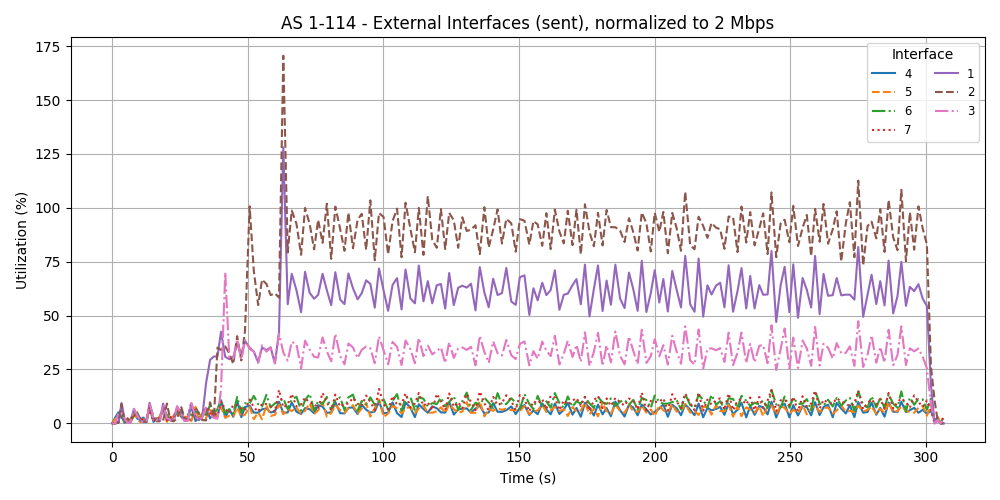 AS 1-114 - External Interfaces (sent), normalized to 2 Mbps
Utilization (%)
175
150
125
100
75
50
25
0
0 50 100 150 200 250 300
Time (s)
Interface
4 1
5 2
6 3
7